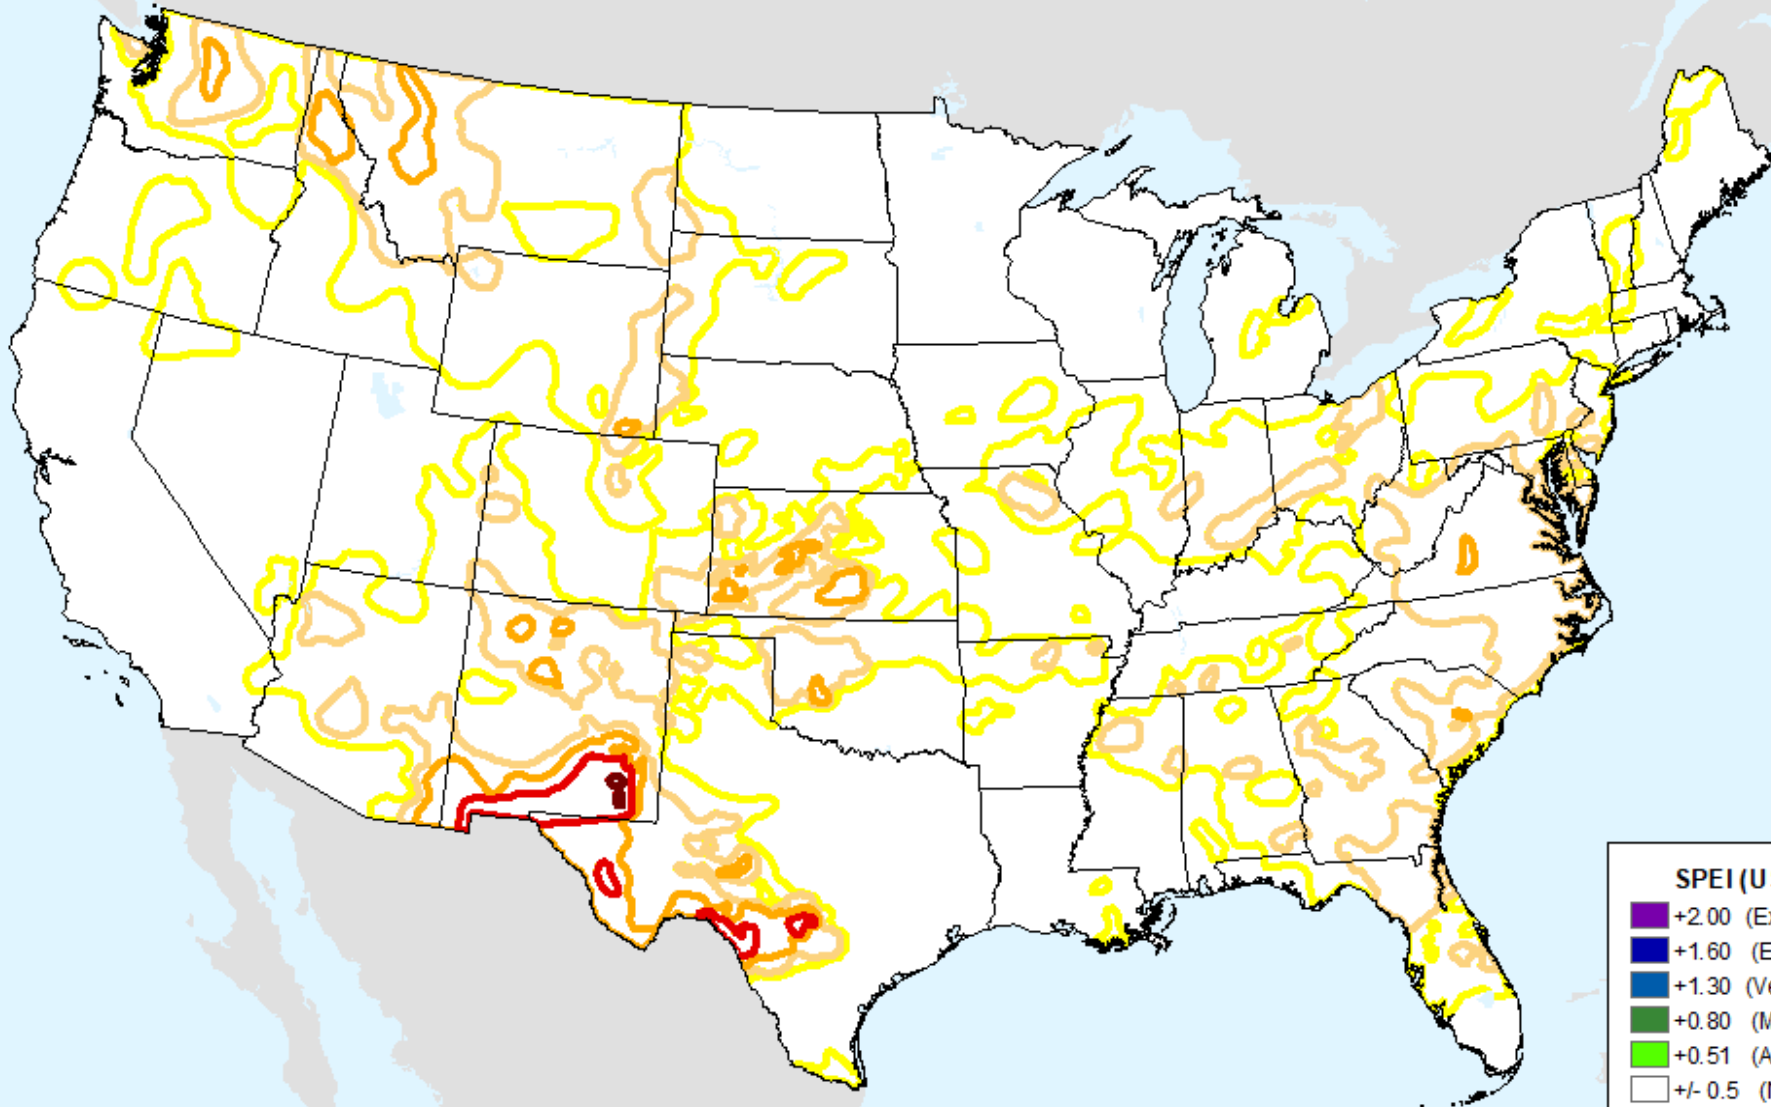 SPEI (U
+2.00 (Ex
+1.60 (E
+1.30 (Ve
+0.80 (M
+0.51 (A
+/- 0.5